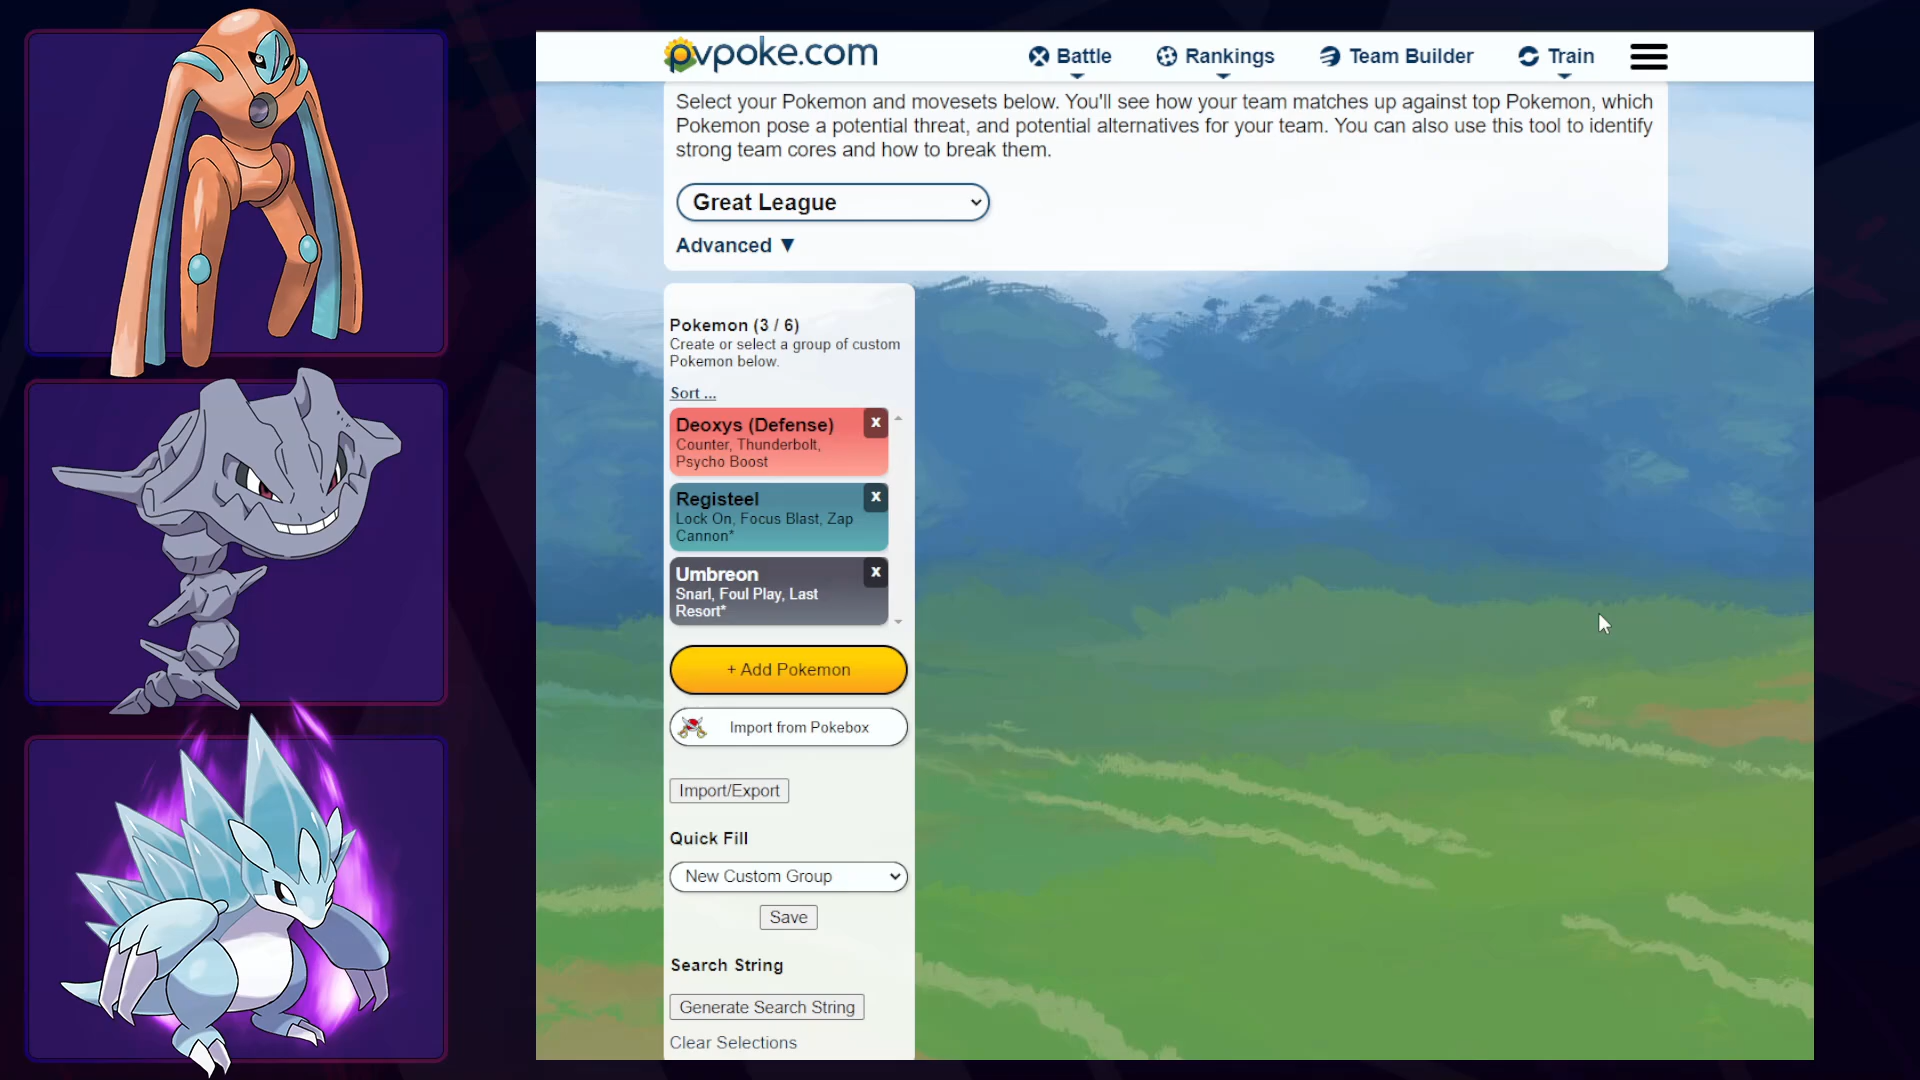 pvpoke.com
Battle
Rankings
Team Builder
Train
Select your Pokemon and movesets below. You'll see how your team matches up against top Pokemon, which
Pokemon pose a potential threat, and potential alternatives for your team. You can also use this tool to identify
strong team cores and how to break them.
Great League
Advanced ▼
Pokemon (3 / 6)
Create or select a group of custom
Pokemon below.
Sort ...
Deoxys (Defense)
x
Counter, Thunderbolt,
Psycho Boost
Registeel
x
Lock On, Focus Blast, Zap
Cannon*
Umbreon
x
Snarl, Foul Play, Last
Resort*
+ Add Pokemon
Import from Pokebox
Import/Export
Quick Fill
New Custom Group
Save
Search String
Generate Search String
Clear Selections